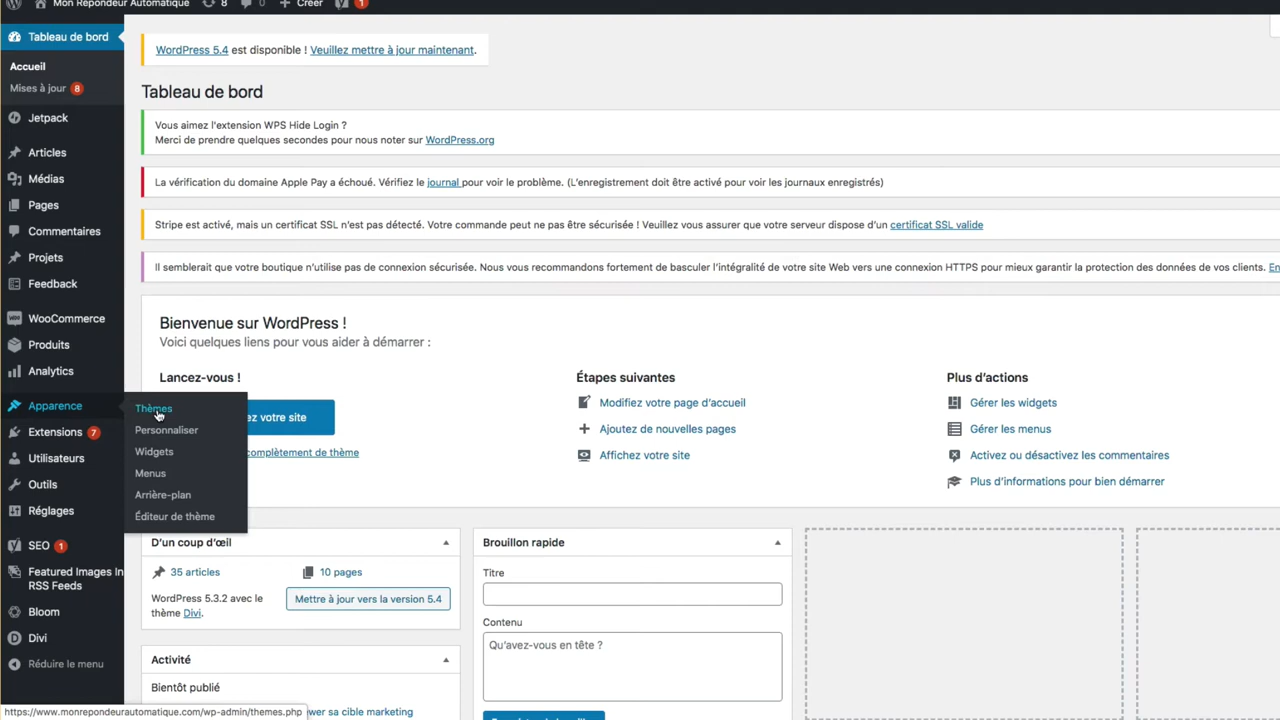 Mon Répondeur Automatique 8 0 Créer 1
Tableau de bord
Accueil
Mises à jour 8
Jetpack
Articles
Médias
Pages
Commentaires
Projets
Feedback
WooCommerce
Produits
Analytics
Apparence
Extensions 7
Utilisateurs
Outils
Réglages
SEO 1
Featured Images In
RSS Feeds
Bloom
Divi
Réduire le menu
Thèmes
Personnaliser
Widgets
Menus
Arrière-plan
Éditeur de thème
WordPress 5.4 est disponible ! Veuillez mettre à jour maintenant.
Tableau de bord
Vous aimez l'extension WPS Hide Login ?
Merci de prendre quelques secondes pour nous noter sur WordPress.org
La vérification du domaine Apple Pay a échoué. Vérifiez le journal pour voir le problème. (L'enregistrement doit être activé pour voir les journaux enregistrés)
Stripe est activé, mais un certificat SSL n'est pas détecté. Votre commande peut ne pas être sécurisée ! Veuillez vous assurer que votre serveur dispose d'un certificat SSL valide
Il semblerait que votre boutique n'utilise pas de connexion sécurisée. Nous vous recommandons fortement de basculer l'intégralité de votre site Web vers une connexion HTTPS pour mieux garantir la protection des données de vos clients. En
Bienvenue sur WordPress !
Voici quelques liens pour vous aider à démarrer :
Lancez-vous !
ez votre site
complètement de thème
Étapes suivantes
Modifiez votre page d'accueil
Ajoutez de nouvelles pages
Affichez votre site
Plus d'actions
Gérer les widgets
Gérer les menus
Activez ou désactivez les commentaires
Plus d'informations pour bien démarrer
D'un coup d'œil
35 articles
10 pages
WordPress 5.3.2 avec le
thème Divi.
Mettre à jour vers la version 5.4
Activité
Bientôt publié
wer sa cible marketing
Brouillon rapide
Titre
Contenu
Qu'avez-vous en tête ?
https://www.monrepondeurautomatique.com/wp-admin/themes.php